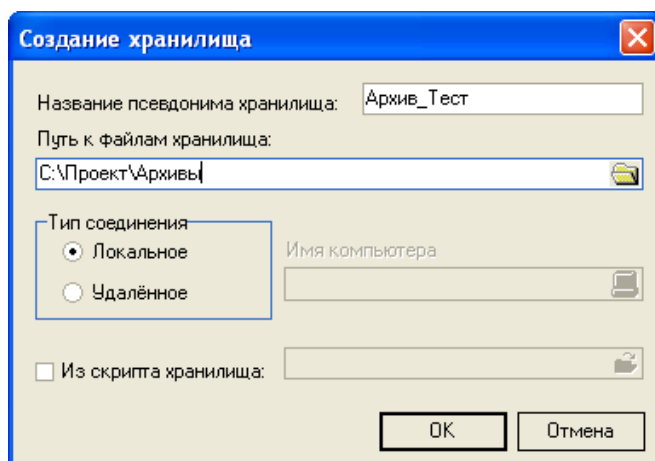 Создание хранилища
Название псевдонима хранилища: Архив_Тест
Путь к файлам хранилища:
С:\Проект\Архивы
Тип соединения
Локальное
Имя компьютера
Удалённое
Из скрипта хранилища:
OK Отмена